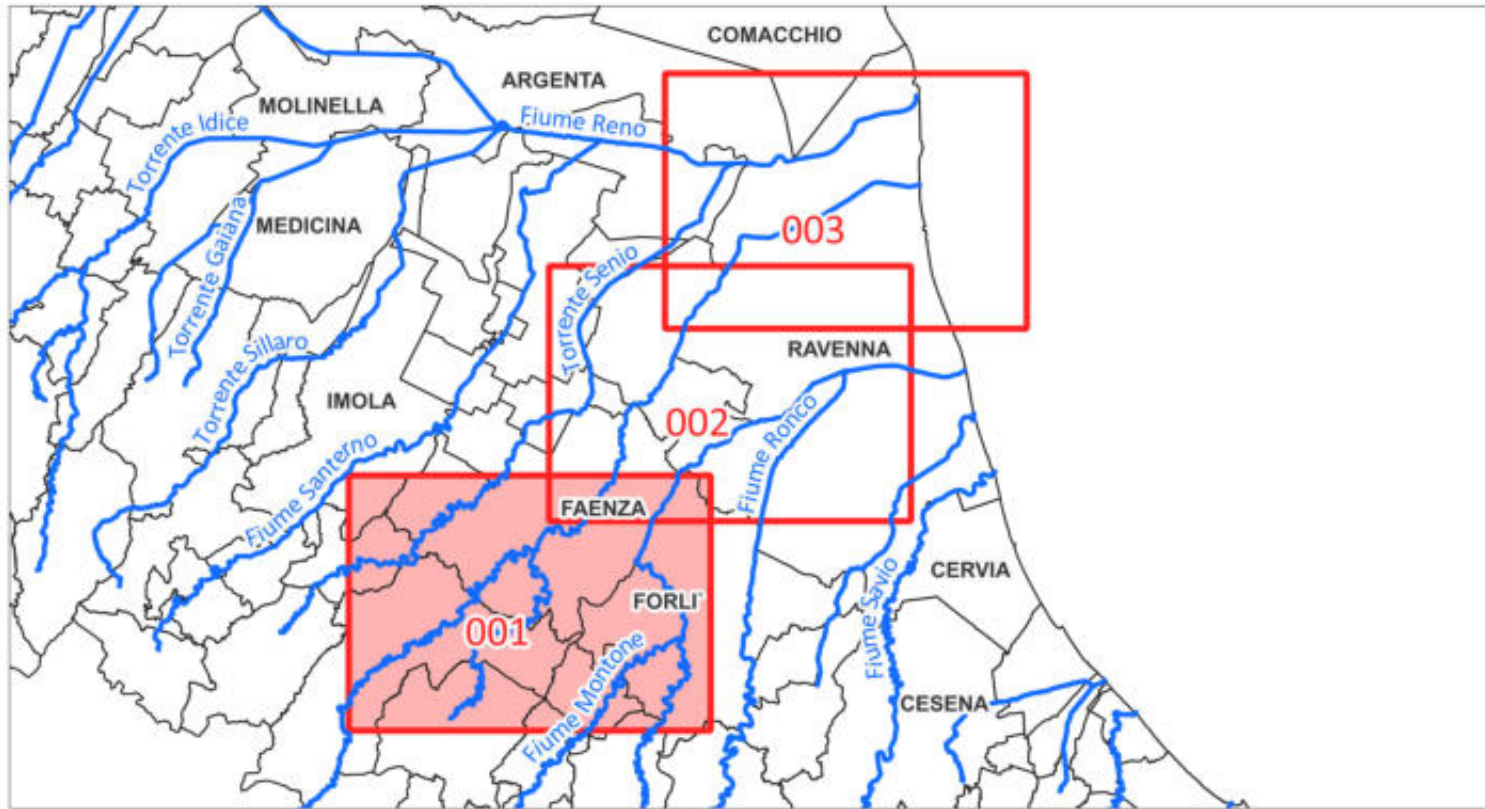 COMACCHIO
ARGENTA
MOLINELLA
Fiume Reno
Torrente Idice
MEDICINA
Torrente Gaiana
003
Torrente Senio
Torrente Sillaro
RAVENNA
IMOLA
002
Fiume Ronco
Fiume Santerno
FAENZA
CERVIA
Fiume Savio
FORLI'
001
Fiume Montone
CESENA